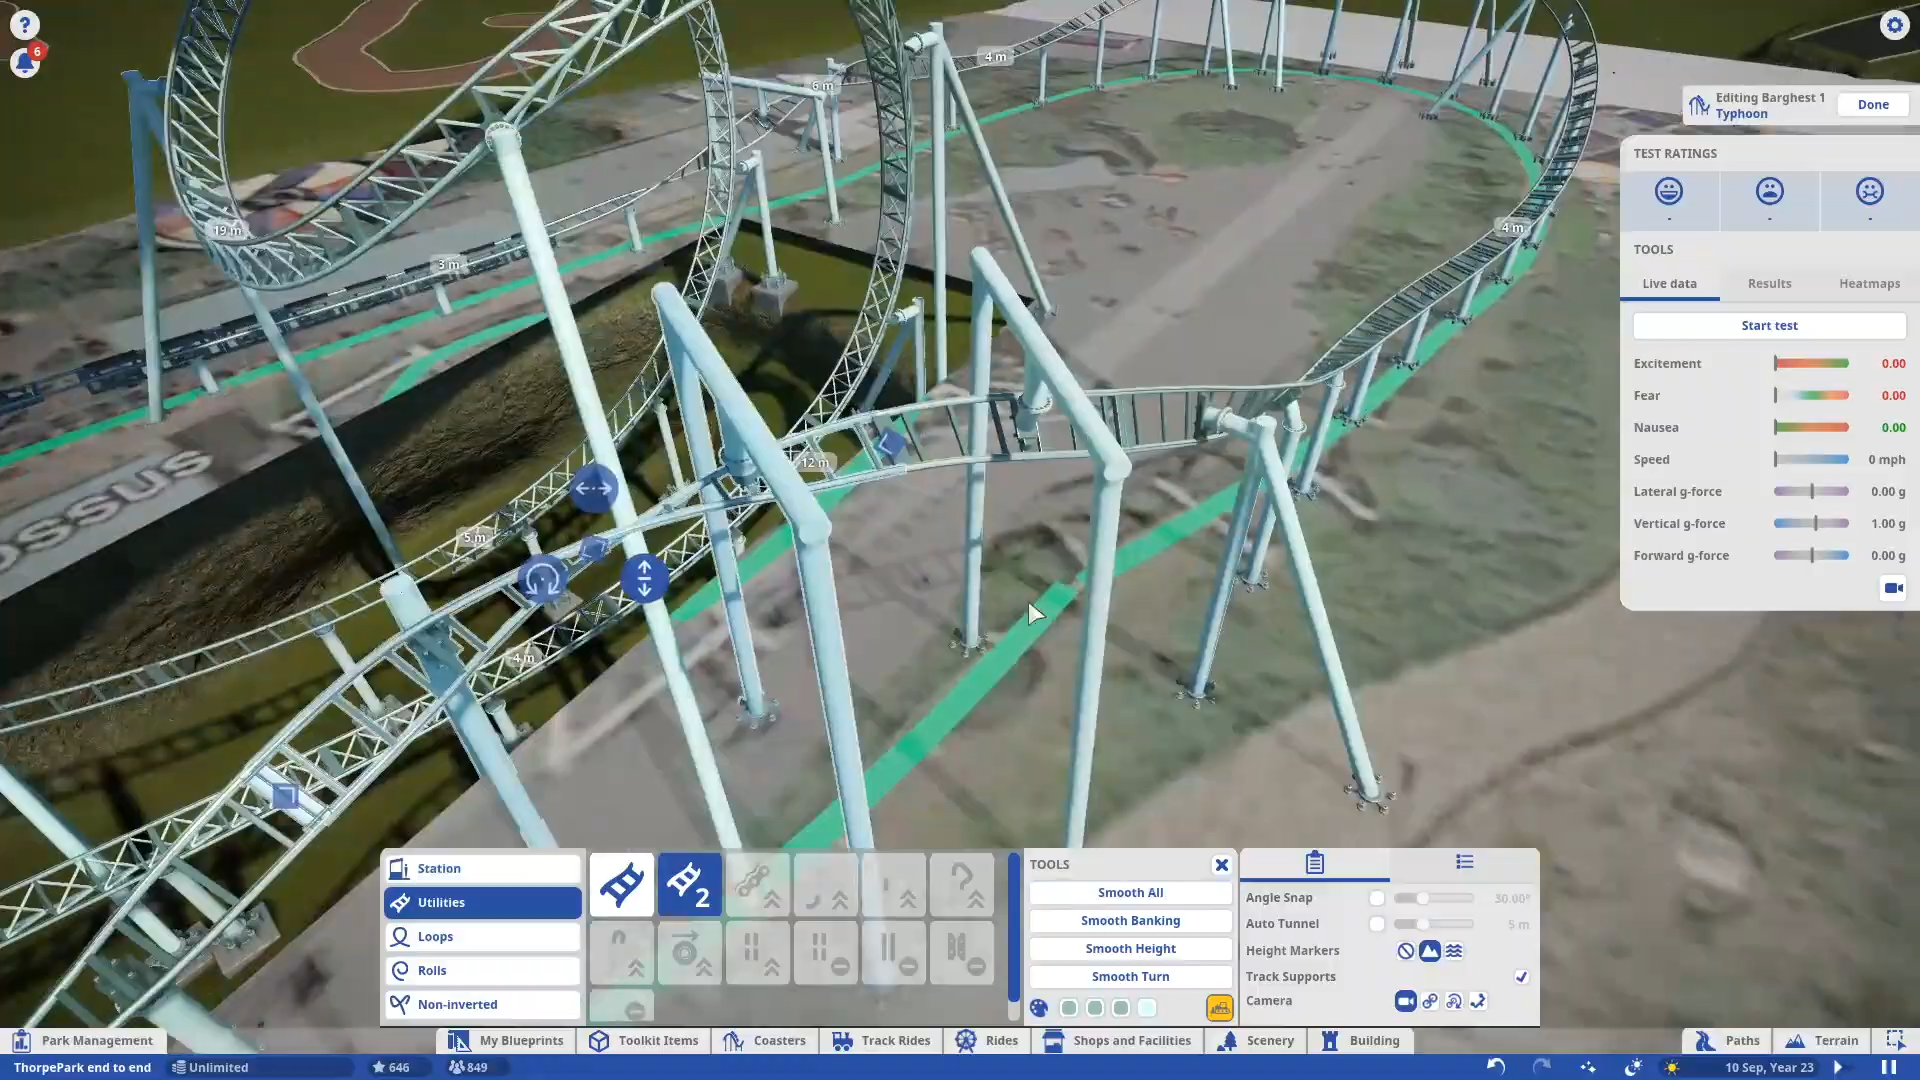 6
4 m
6 m
Editing Barghest 1
Typhoon
Done
TEST RATINGS
- - -
19 m
4 m
3 m
TOOLS
Live data
Results
Heatmaps
Start test
Excitement 0.00
Fear 0.00
Nausea 0.00
Speed 0 mph
Lateral g-force 0.00 g
Vertical g-force 1.00 g
Forward g-force 0.00 g
12 m
OSSUS
5 m
4 m
Station
Utilities
Loops
Rolls
Non-inverted
2
TOOLS
Smooth All
Smooth Banking
Smooth Height
Smooth Turn
Angle Snap 30.00°
Auto Tunnel 5 m
Height Markers
Track Supports
Camera
Park Management
My Blueprints
Toolkit Items
Coasters
Track Rides
Rides
Shops and Facilities
Scenery
Building
Paths
Terrain
ThorpePark end to end
Unlimited
646
849
10 Sep, Year 23